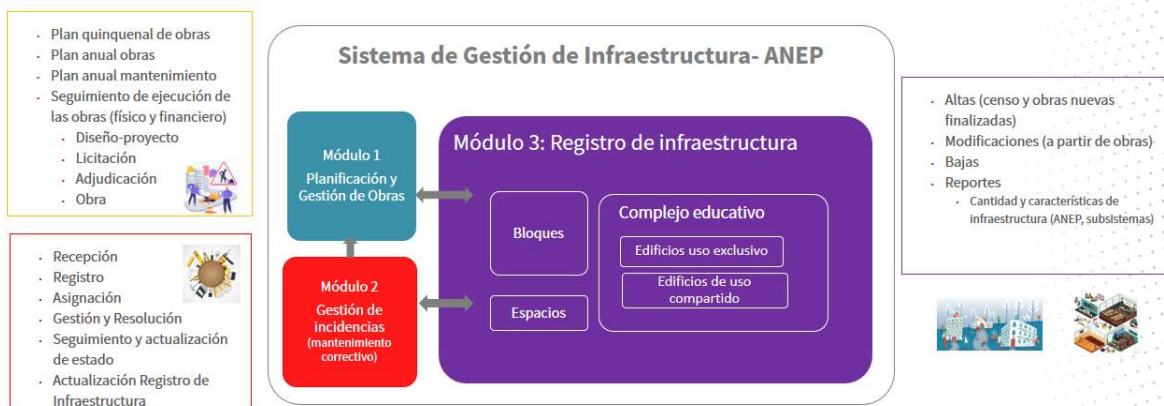 Plan quinquenal de obras
Plan anual obras
Plan anual mantenimiento
Seguimiento de ejecución de
las obras (físico y financiero)
Diseño-proyecto
Licitación
Adjudicación
Obra
Recepción
Registro
Asignación
Gestión y Resolución
Seguimiento y actualización
de estado
Actualización Registro de
Infraestructura
Sistema de Gestión de Infraestructura- ANEP
Módulo 1
Planificación y
Gestión de Obras
Módulo 2
Gestión de
incidencias
(mantenimiento
correctivo)
Módulo 3: Registro de infraestructura
Bloques
Espacios
Complejo educativo
Edificios uso exclusivo
Edificios de uso
compartido
Altas (censo y obras nuevas
finalizadas)
Modificaciones (a partir de obras)
Bajas
Reportes
Cantidad y características de
infraestructura (ANEP, subsistemas)